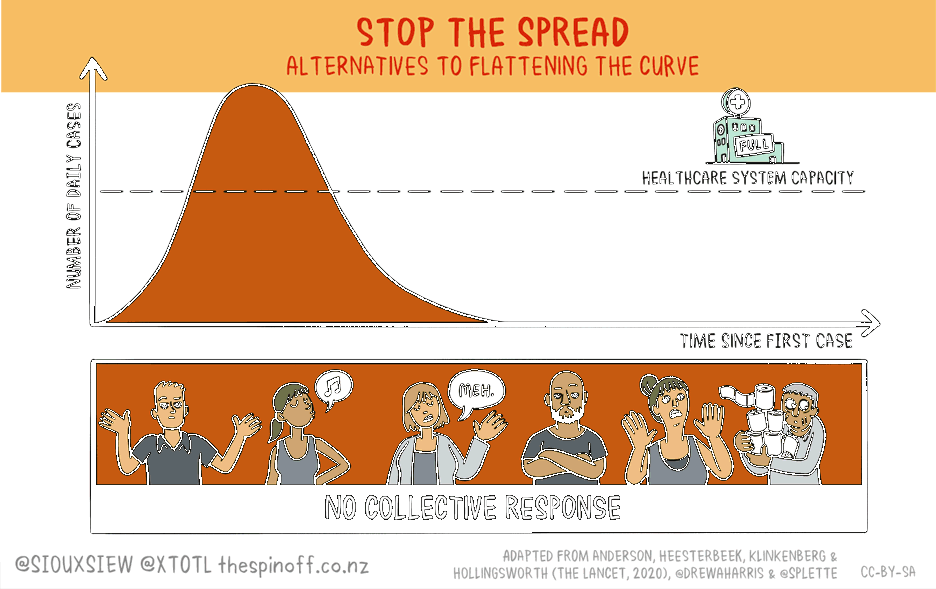 STOP THE SPREAD
ALTERNATIVES TO FLATTENING THE CURVE
NUMBER OF DAILY CASES
FULL
HEALTHCARE SYSTEM CAPACITY
TIME SINCE FIRST CASE
MEH.
NO COLLECTIVE RESPONSE
@SIOUXSIEW @XTOTL thespinoff.co.nz
ADAPTED FROM ANDERSON, HEESTERBEEK, KLINKENBERG &
HOLLINGSWORTH (THE LANCET, 2020), @DREWAHARRIS & @SPLETTE
CC-BY-SA